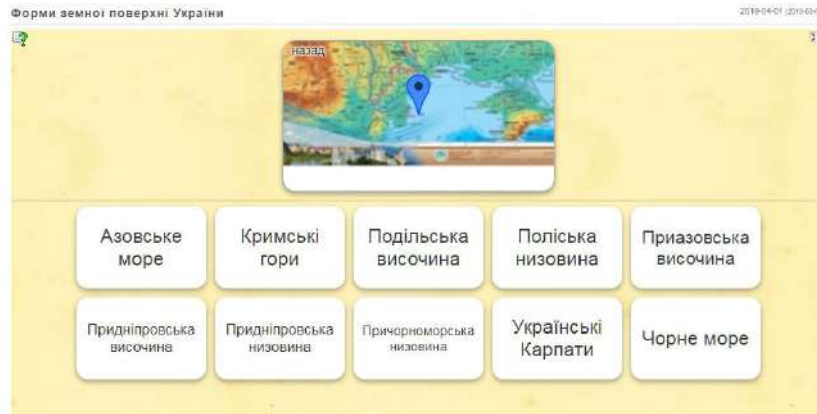 Форми земної поверхні України
назад
Азовське
море
Кримські
гори
Подільська
височина
Поліська
низовина
Приазовська
височина
Придніпровська
височина
Придніпровська
низовина
Причорноморська
низовина
Українські
Карпати
Чорне море